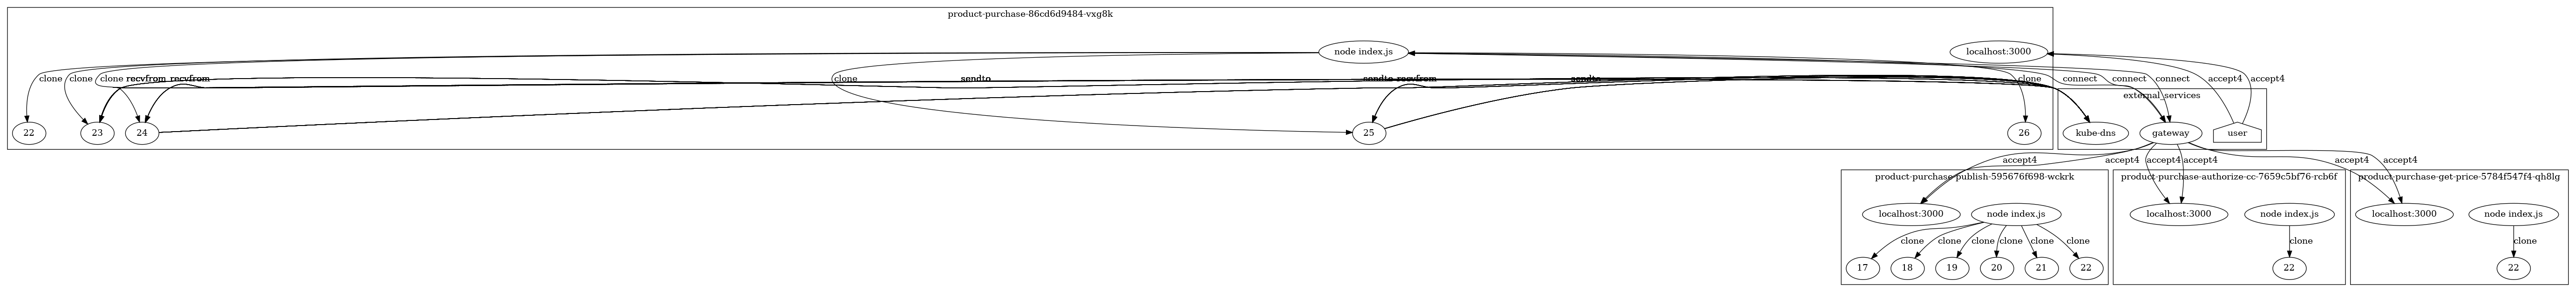 product-purchase-86cd6d9484-vxg8k
node index.js
localhost:3000
clone
clone
clone
recvfrom
recvfrom
clone
sendto
sendto
recvfrom
sendto
clone
connect
connect
connect
accept4
accept4
external_services
22
23
24
25
26
kube-dns
gateway
user
accept4
accept4
accept4
accept4
accept4
accept4
product-purchase-publish-595676f698-wckrk
product-purchase-authorize-cc-7659c5bf76-rcb6f
product-purchase-get-price-5784f547f4-qh8lg
localhost:3000
node index.js
localhost:3000
node index.js
localhost:3000
node index.js
clone
clone
clone
clone
clone
clone
clone
clone
17
18
19
20
21
22
22
22